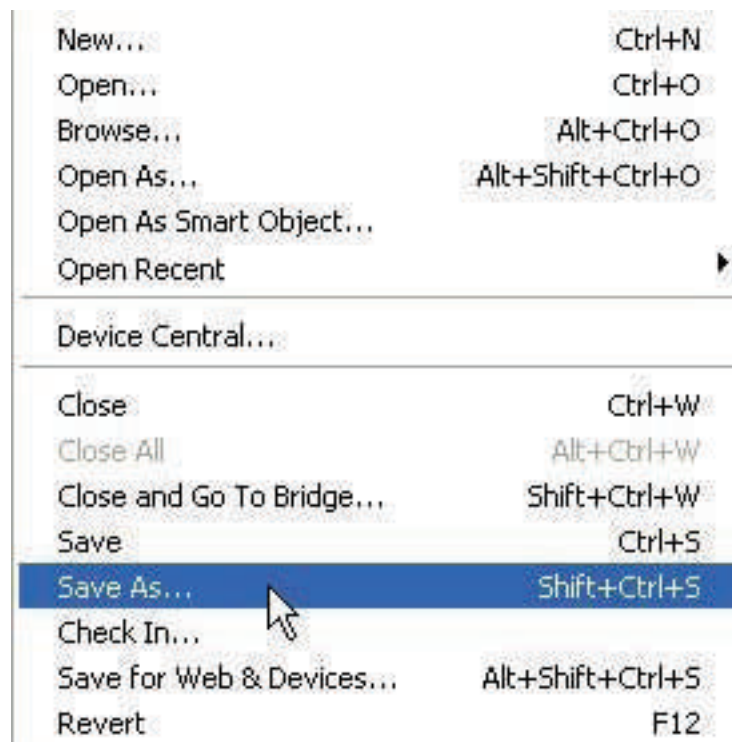 New... Ctrl+N
Open... Ctrl+O
Browse... Alt+Ctrl+O
Open As... Alt+Shift+Ctrl+O
Open As Smart Object...
Open Recent
Device Central...
Close Ctrl+W
Close All Alt+Ctrl+W
Close and Go To Bridge... Shift+Ctrl+W
Save Ctrl+S
Save As... Shift+Ctrl+S
Check In...
Save for Web & Devices... Alt+Shift+Ctrl+S
Revert F12